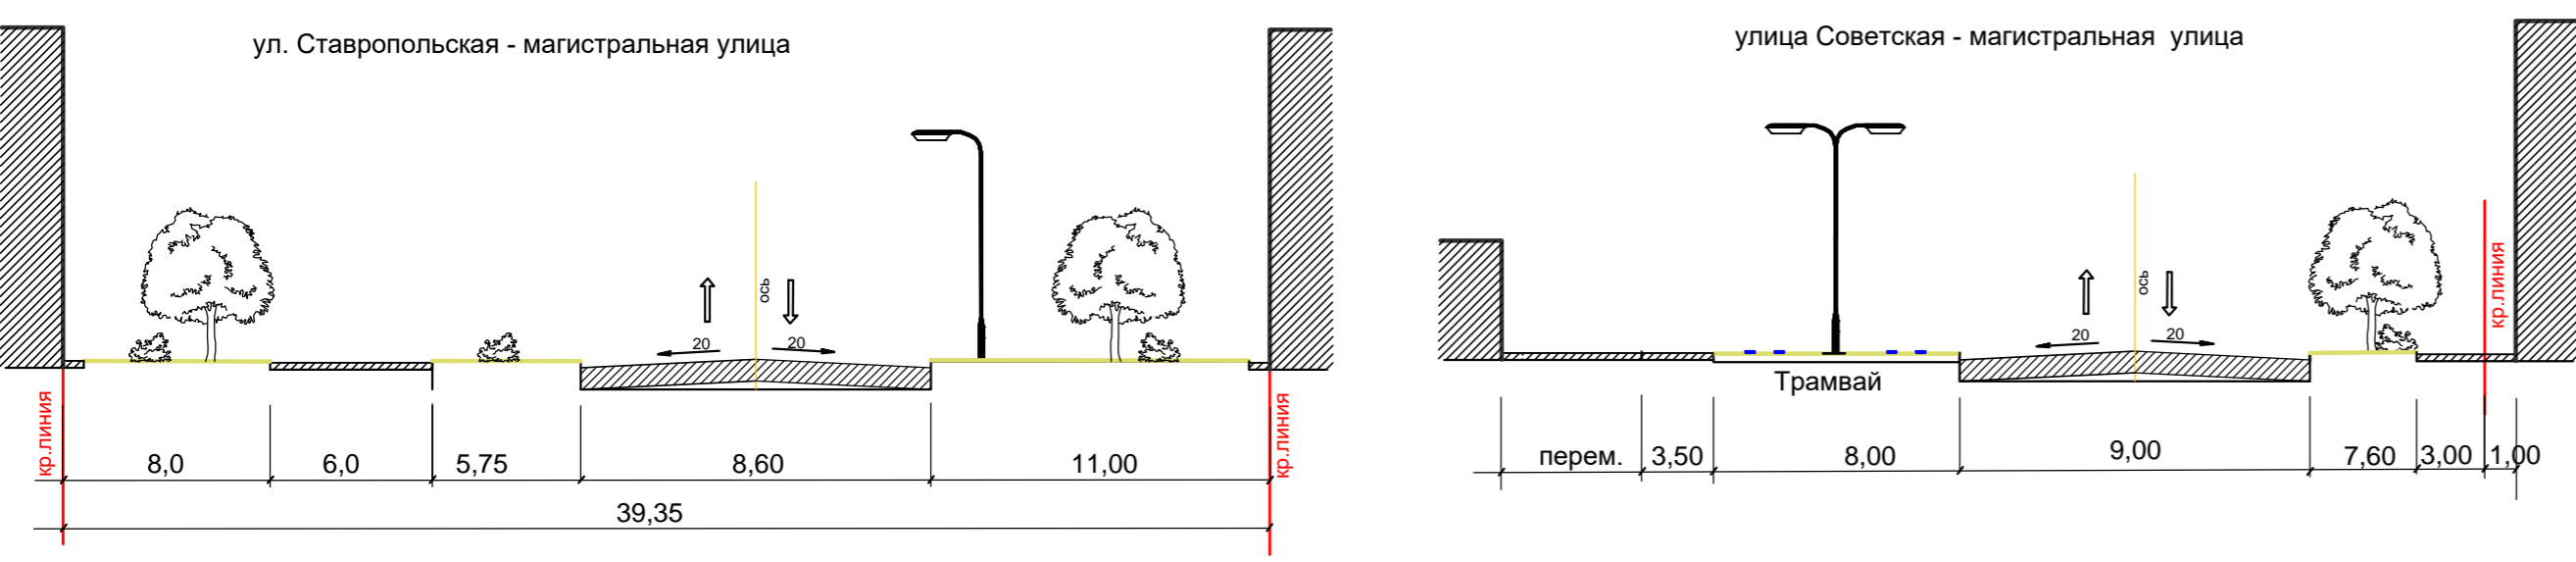 ул. Ставропольская - магистральная улица
ось
20
20
кр.линия
кр.линия
8,0
6,0
5,75
8,60
11,00
39,35
улица Советская - магистральная улица
ось
20
20
кр.линия
Трамвай
перем.
3,50
8,00
9,00
7,60
3,00
1,00